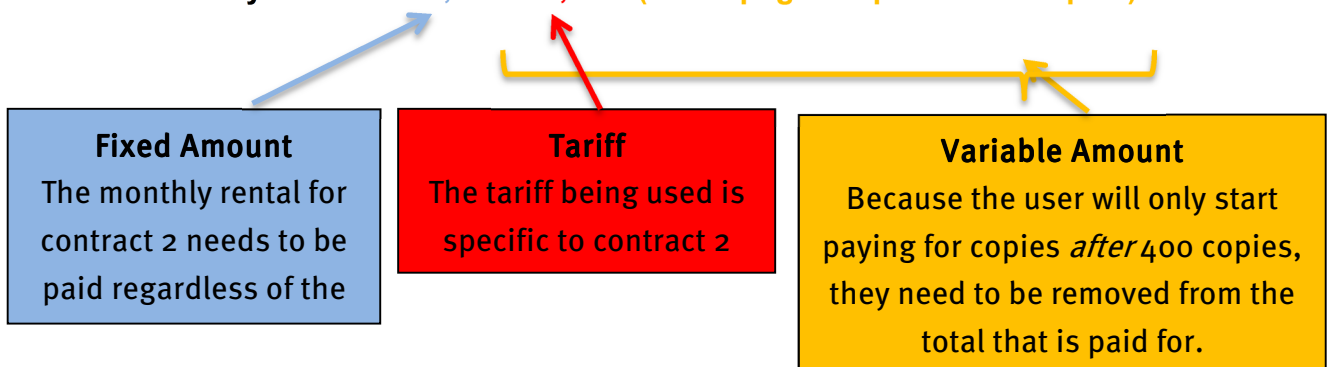 Fixed Amount
The monthly rental for
contract 2 needs to be
paid regardless of the
Tariff
The tariff being used is
specific to contract 2
Variable Amount
Because the user will only start
paying for copies after 400 copies,
they need to be removed from the
total that is paid for.